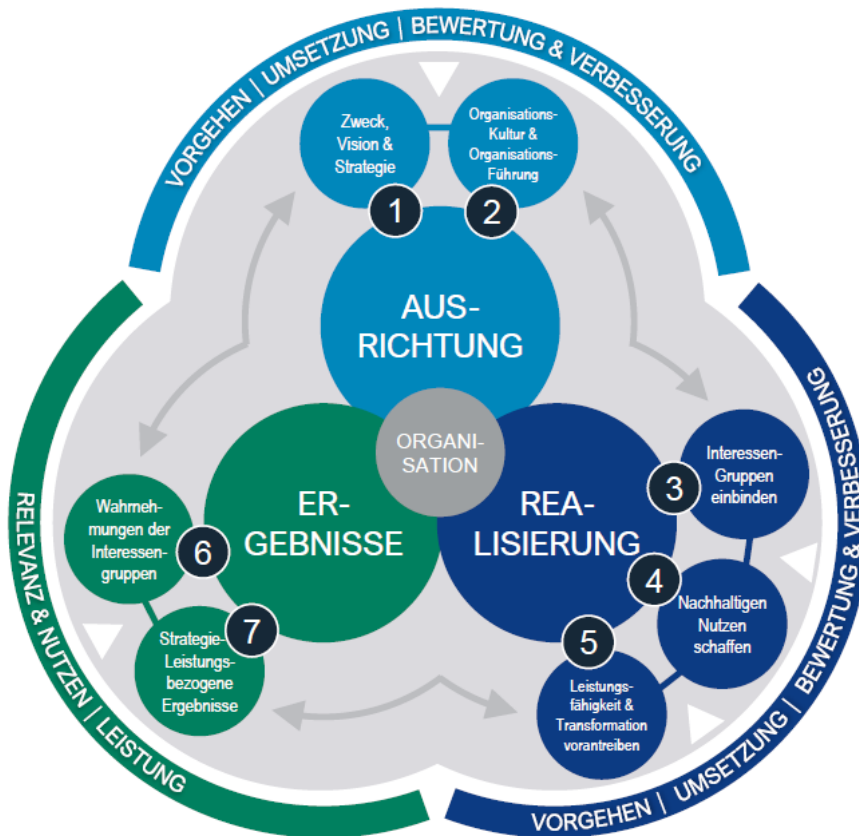 VORGEHEN | UMSETZUNG | BEWERTUNG & VERBESSERUNG
Zweck,
Vision &
Strategie
Organisations-
Kultur &
Organisations-
Führung
1
2
AUS-
RICHTUNG
ORGANI-
SATION
ER-
GEBNISSE
REA-
LISIERUNG
3
Interessen-
Gruppen
einbinden
4
Nachhaltigen
Nutzen
schaffen
5
Leistungs-
fähigkeit &
Transformation
vorantreiben
VORGEHEN | UMSETZUNG | BEWERTUNG & VERBESSERUNG
Wahrneh-
mungen der
Interessen-
gruppen
6
7
Strategie-
Leistungs-
bezogene
Ergebnisse
RELEVANZ & NUTZEN | LEISTUNG